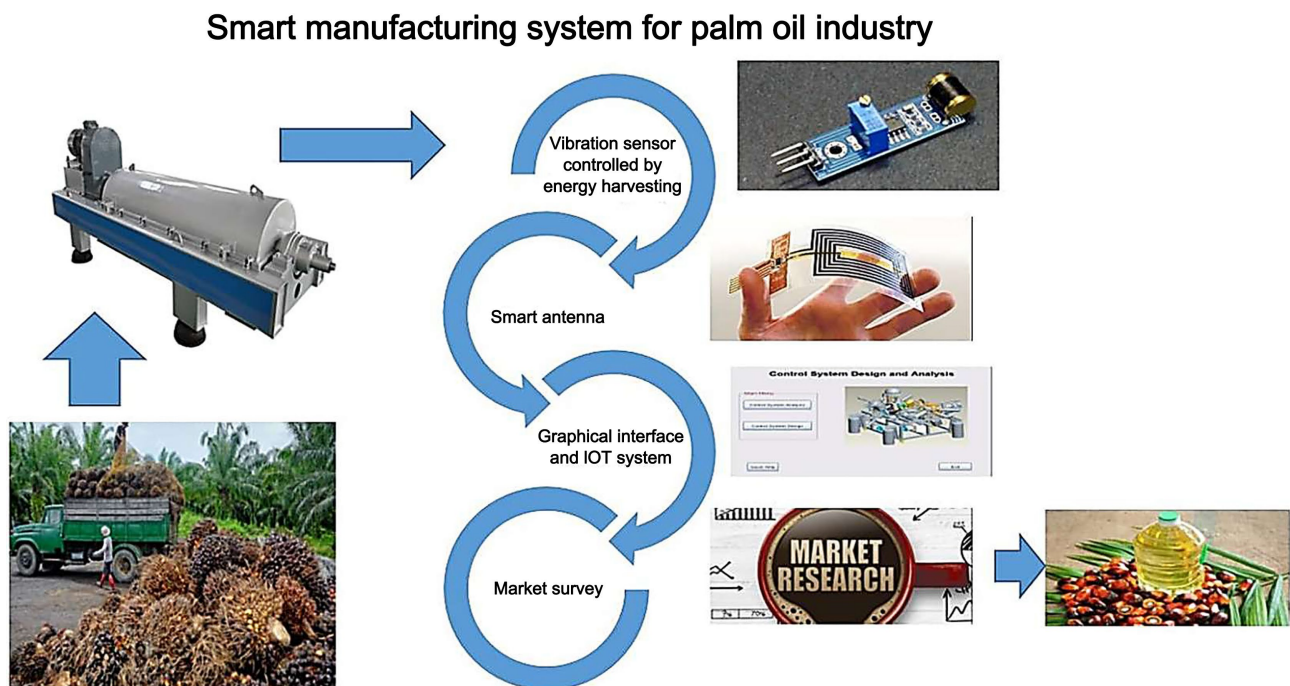 Smart manufacturing system for palm oil industry
Vibration sensor
controlled by
energy harvesting
Smart antenna
Control System Design and Analysis
Control System Analysis
Control System Design
Exit
Graphical interface
and IOT system
MARKET
RESEARCH
Market survey